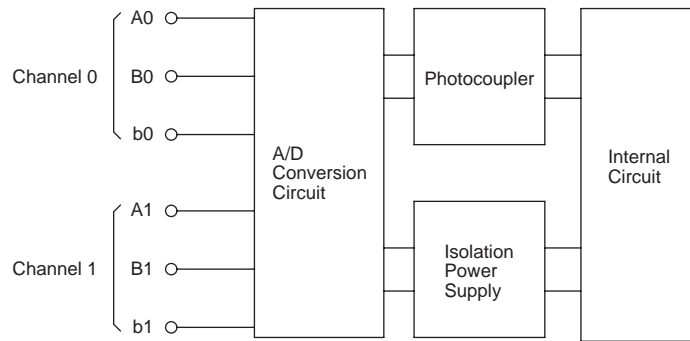 A0
Channel 0
B0
b0
A1
Channel 1
B1
b1
A/D
Conversion
Circuit
Photocoupler
Isolation
Power
Supply
Internal
Circuit